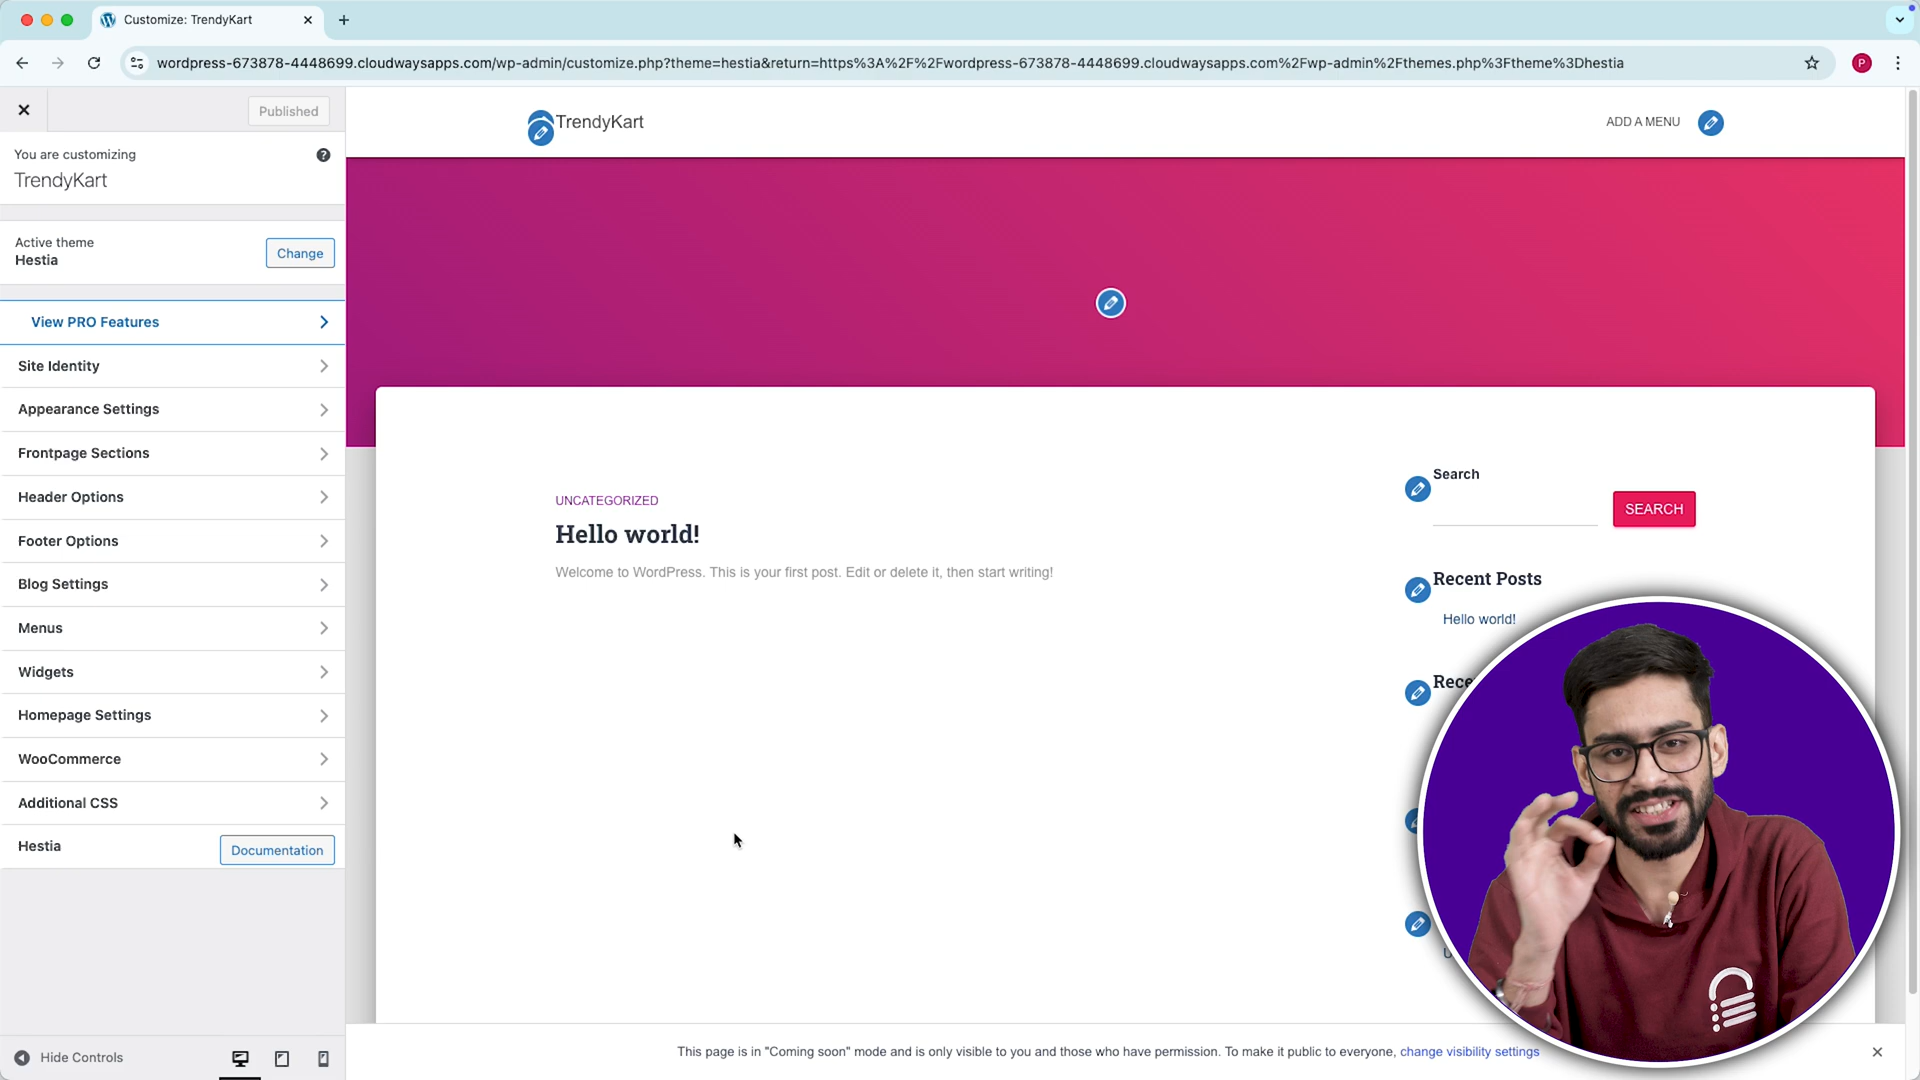 Customize: TrendyKart
wordpress-673878-4448699.cloudwaysapps.com/wp-admin/customize.php?theme=hestia&return=https%3A%2F%2Fwordpress-673878-4448699.cloudwaysapps.com%2Fwp-admin%2Fthemes.php%3Ftheme%3Dhestia
P
Published
You are customizing
TrendyKart
Active theme
Hestia
Change
View PRO Features
Site Identity
Appearance Settings
Frontpage Sections
Header Options
Footer Options
Blog Settings
Menus
Widgets
Homepage Settings
WooCommerce
Additional CSS
Hestia
Documentation
Hide Controls
TrendyKart
ADD A MENU
UNCATEGORIZED
Hello world!
Welcome to WordPress. This is your first post. Edit or delete it, then start writing!
Search
SEARCH
Recent Posts
Hello world!
This page is in "Coming soon" mode and is only visible to you and those who have permission. To make it public to everyone, change visibility settings